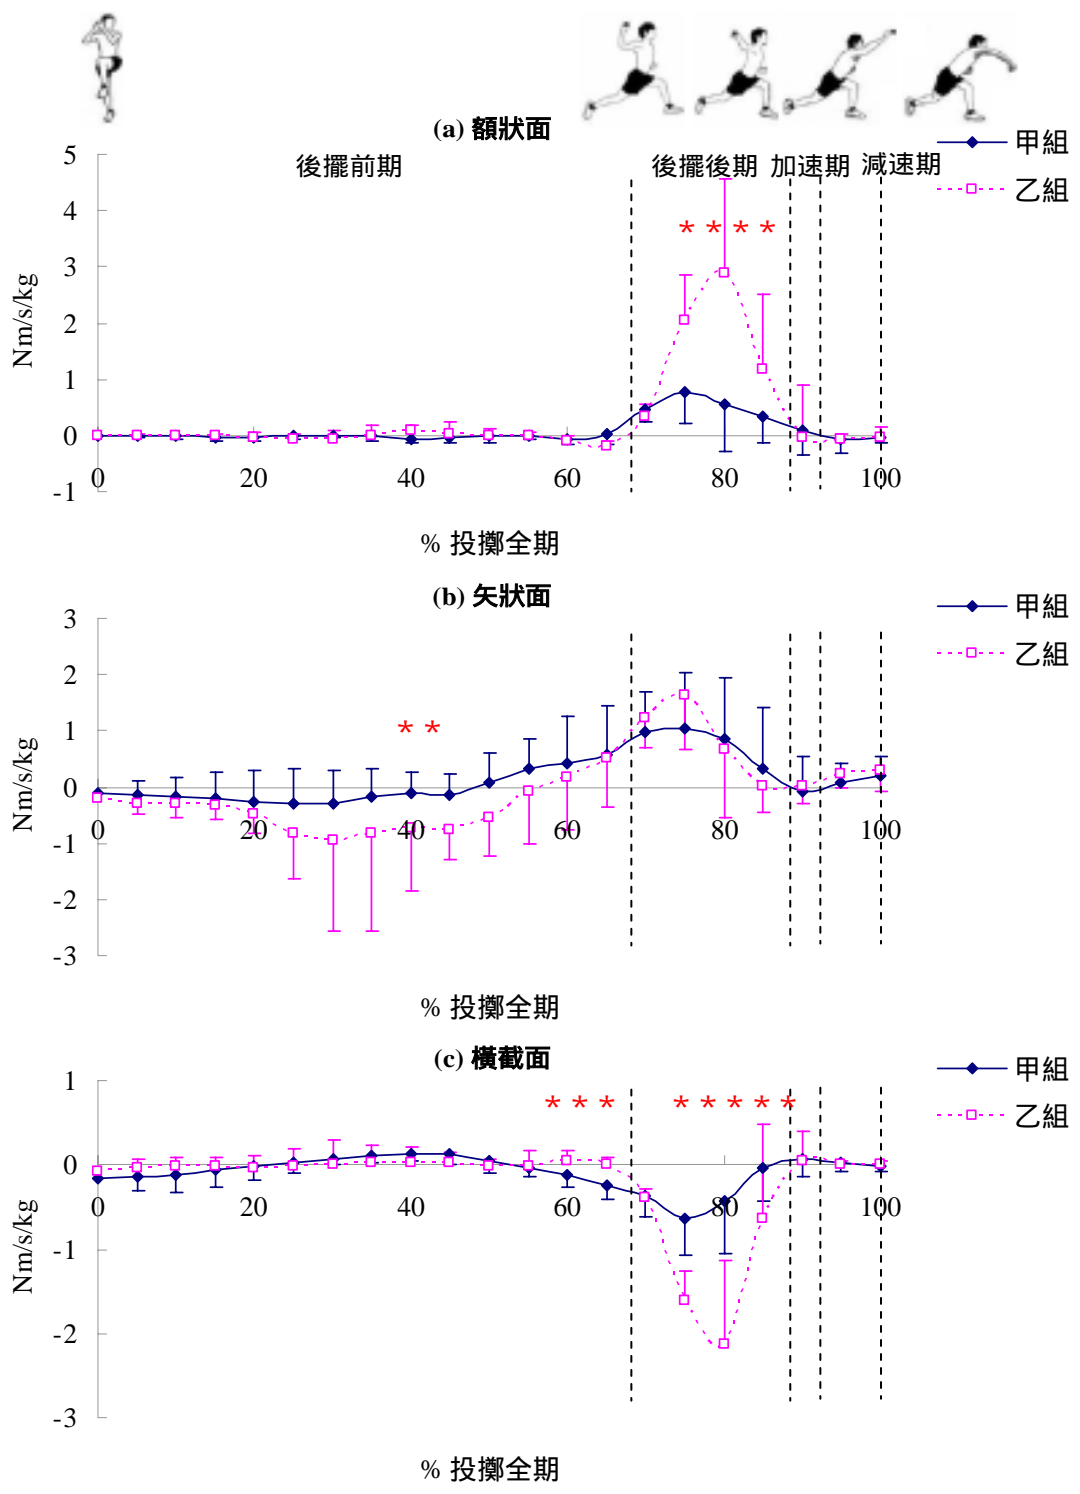 (a) 額狀面
甲組
乙組
後擺前期 後擺後期 加速期 減速期
5
4
3
2
1
0
-1
Nm/s/kg
* * * *
0 20 40 60 80 100
% 投擲全期
(b) 矢狀面
甲組
乙組
3
2
1
0
-1
-2
-3
Nm/s/kg
* *
0 20 40 60 80 100
% 投擲全期
(c) 橫截面
甲組
乙組
1
0
-1
-2
-3
Nm/s/kg
* * * * * * * *
0 20 40 60 80 100
% 投擲全期